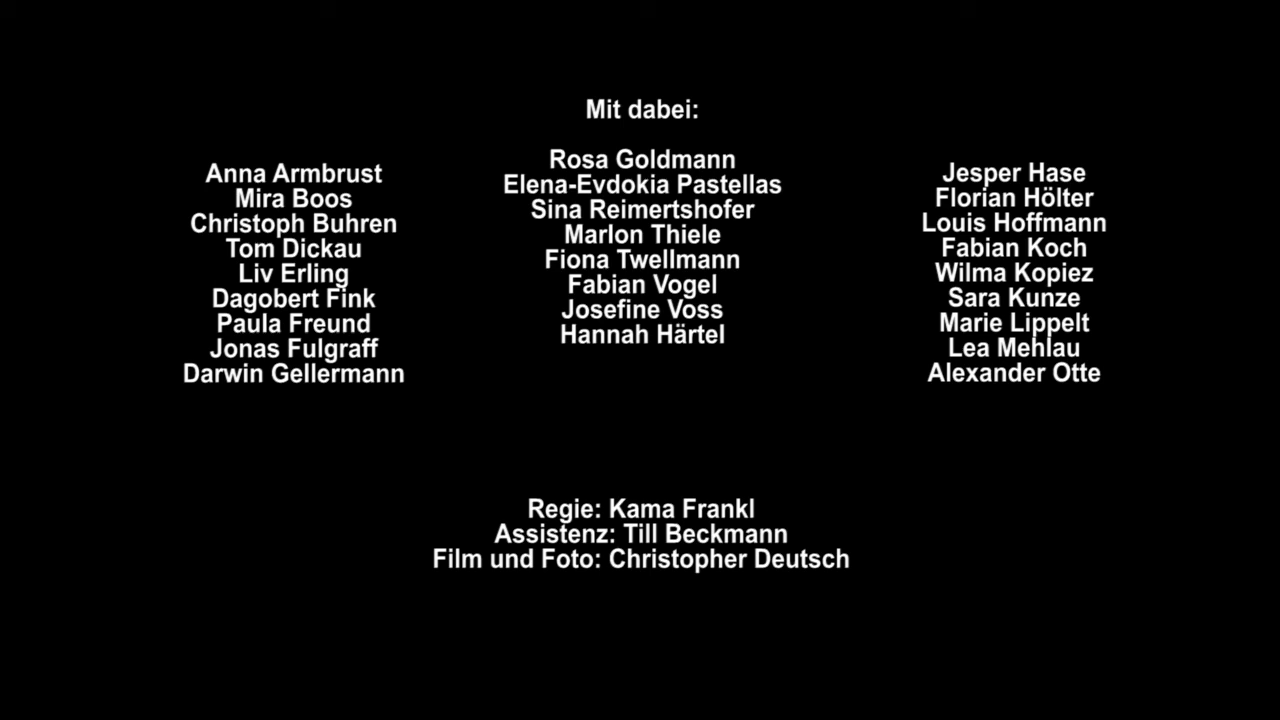 Mit dabei:
Anna Armbrust
Mira Boos
Christoph Buhren
Tom Dickau
Liv Erling
Dagobert Fink
Paula Freund
Jonas Fulgraff
Darwin Gellermann
Rosa Goldmann
Elena-Evdokia Pastellas
Sina Reimertshofer
Marlon Thiele
Fiona Twellmann
Fabian Vogel
Josefine Voss
Hannah Härtel
Jesper Hase
Florian Hölter
Louis Hoffmann
Fabian Koch
Wilma Kopiez
Sara Kunze
Marie Lippelt
Lea Mehlau
Alexander Otte
Regie: Kama Frankl
Assistenz: Till Beckmann
Film und Foto: Christopher Deutsch